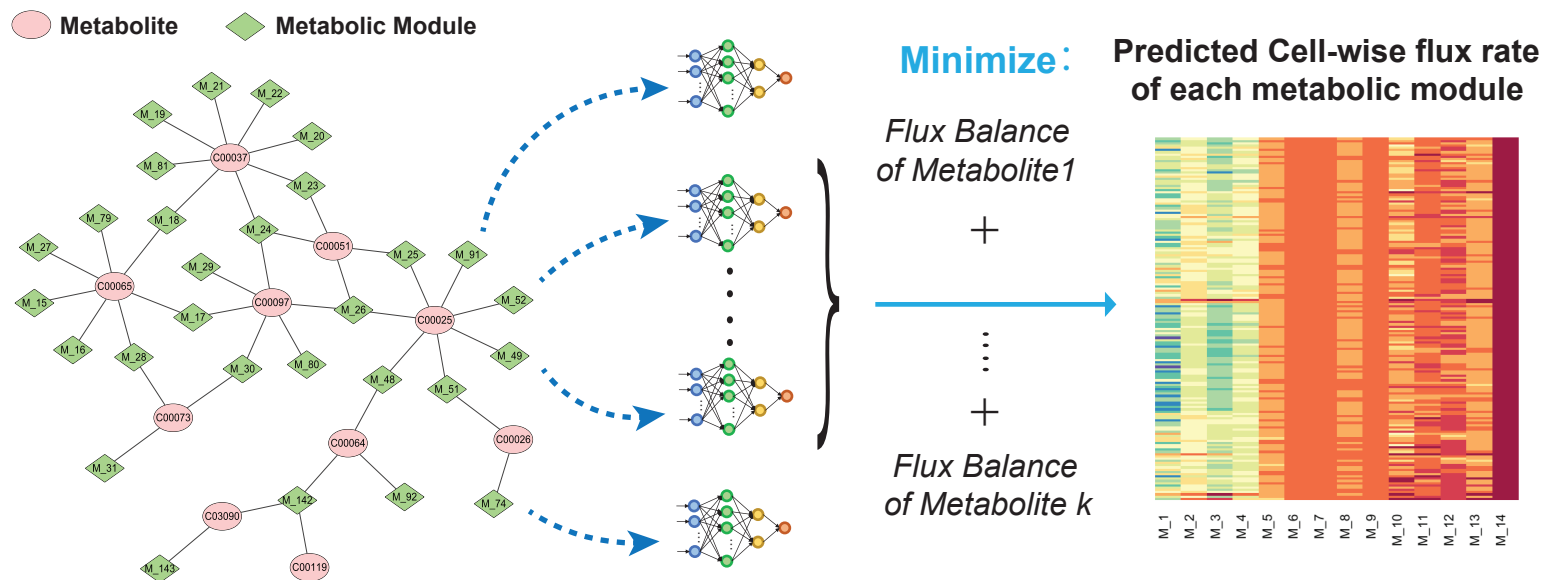 Metabolite
Metabolic Module
M_21
M_22
M_19
M_20
C00037
M_81
M_23
M_79
M_18
M_24
M_27
C00051
M_25
M_91
M_29
C00065
M_15
C00097
M_52
M_17
M_26
C00025
M_16
M_28
M_30
M_80
M_49
M_48
M_51
C00073
C00064
C00026
M_31
M_142
M_92
M_74
C03090
M_143
C00119
Minimize:
Flux Balance
of Metabolite1
+
+
Flux Balance
of Metabolite k
Predicted Cell-wise flux rate
of each metabolic module
M_1
M_2
M_3
M_4
M_5
M_6
M_7
M_8
M_9
M_10
M_11
M_12
M_13
M_14